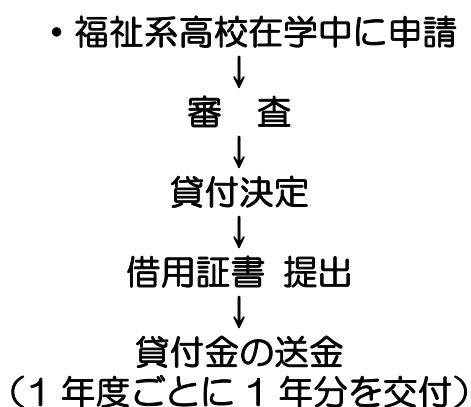 ・福祉系高校在学中に申請
↓
審　査
↓
貸付決定
↓
借用証書 提出
↓
貸付金の送金
（1 年度ごとに 1 年分を交付）